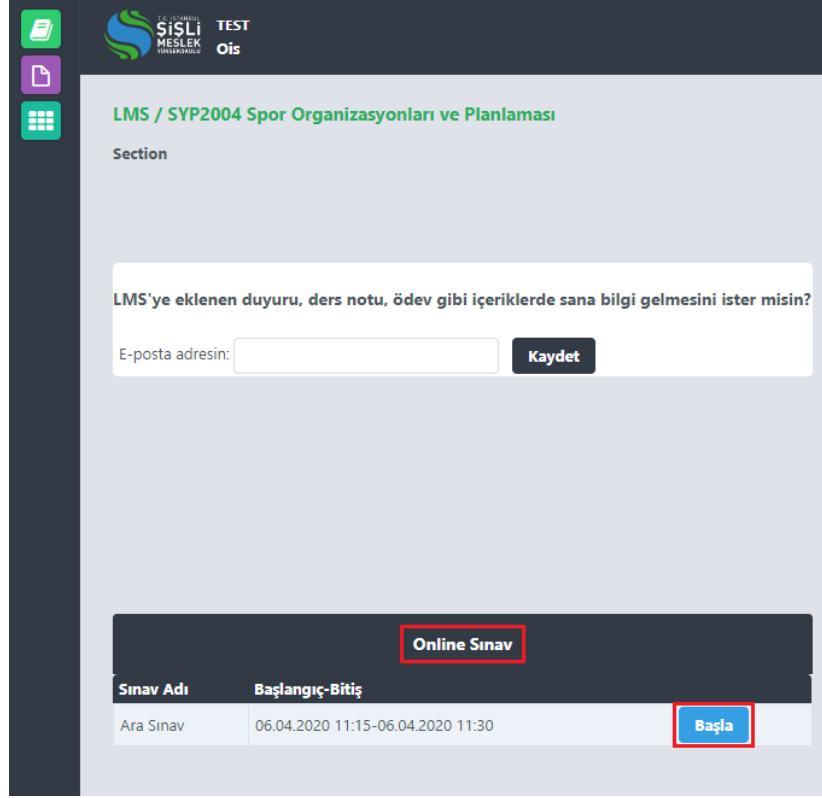 T.C. İSTANBUL
ŞİŞLİ
MESLEK
YÜKSEKOKULU
TEST
Ois
LMS / SYP2004 Spor Organizasyonları ve Planlaması
Section
LMS'ye eklenen duyuru, ders notu, ödev gibi içeriklerde sana bilgi gelmesini ister misin?
E-posta adresin:
Kaydet
Online Sınav
Sınav Adı Başlangıç-Bitiş
Ara Sınav 06.04.2020 11:15-06.04.2020 11:30 Başla